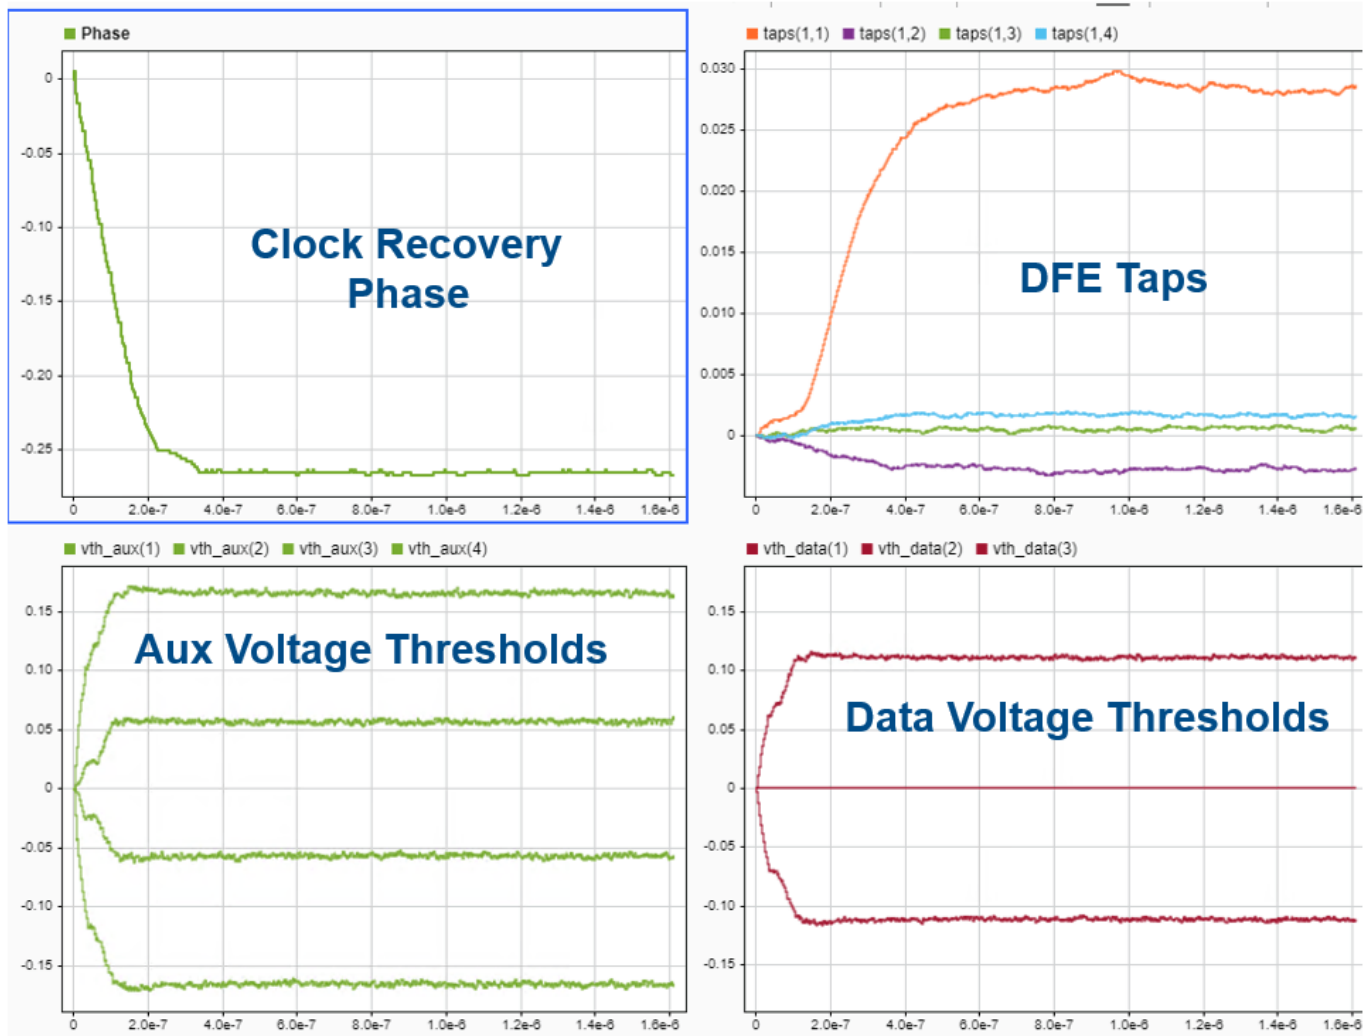 Phase
0
-0.05
-0.10
-0.15
-0.20
-0.25
0 2.0e-7 4.0e-7 6.0e-7 8.0e-7 1.0e-6 1.2e-6 1.4e-6 1.6e-6
Clock Recovery
Phase
taps(1,1) taps(1,2) taps(1,3) taps(1,4)
0.030
0.025
0.020
0.015
0.010
0.005
0
0 2.0e-7 4.0e-7 6.0e-7 8.0e-7 1.0e-6 1.2e-6 1.4e-6 1.6e-6
DFE Taps
vth_aux(1) vth_aux(2) vth_aux(3) vth_aux(4)
0.15
0.10
0.05
0
-0.05
-0.10
-0.15
0 2.0e-7 4.0e-7 6.0e-7 8.0e-7 1.0e-6 1.2e-6 1.4e-6 1.6e-6
Aux Voltage Thresholds
vth_data(1) vth_data(2) vth_data(3)
0.15
0.10
0.05
0
-0.05
-0.10
-0.15
0 2.0e-7 4.0e-7 6.0e-7 8.0e-7 1.0e-6 1.2e-6 1.4e-6 1.6e-6
Data Voltage Thresholds